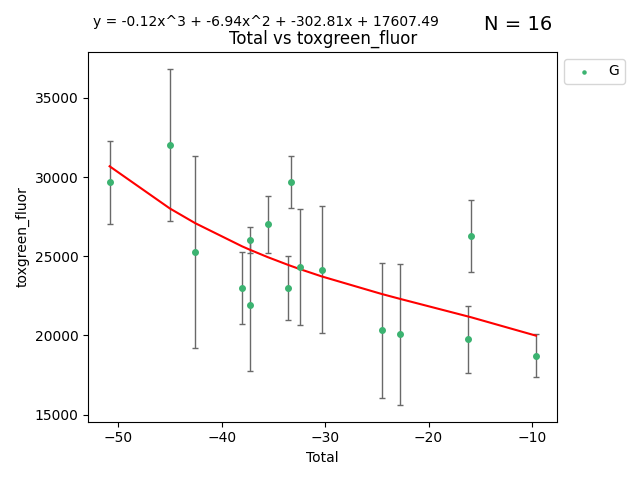 y = -0.12x^3 + -6.94x^2 + -302.81x + 17607.49
N = 16
Total vs toxgreen_fluor
G
35000
30000
25000
20000
15000
toxgreen_fluor
−50
−40
−30
−20
−10
Total